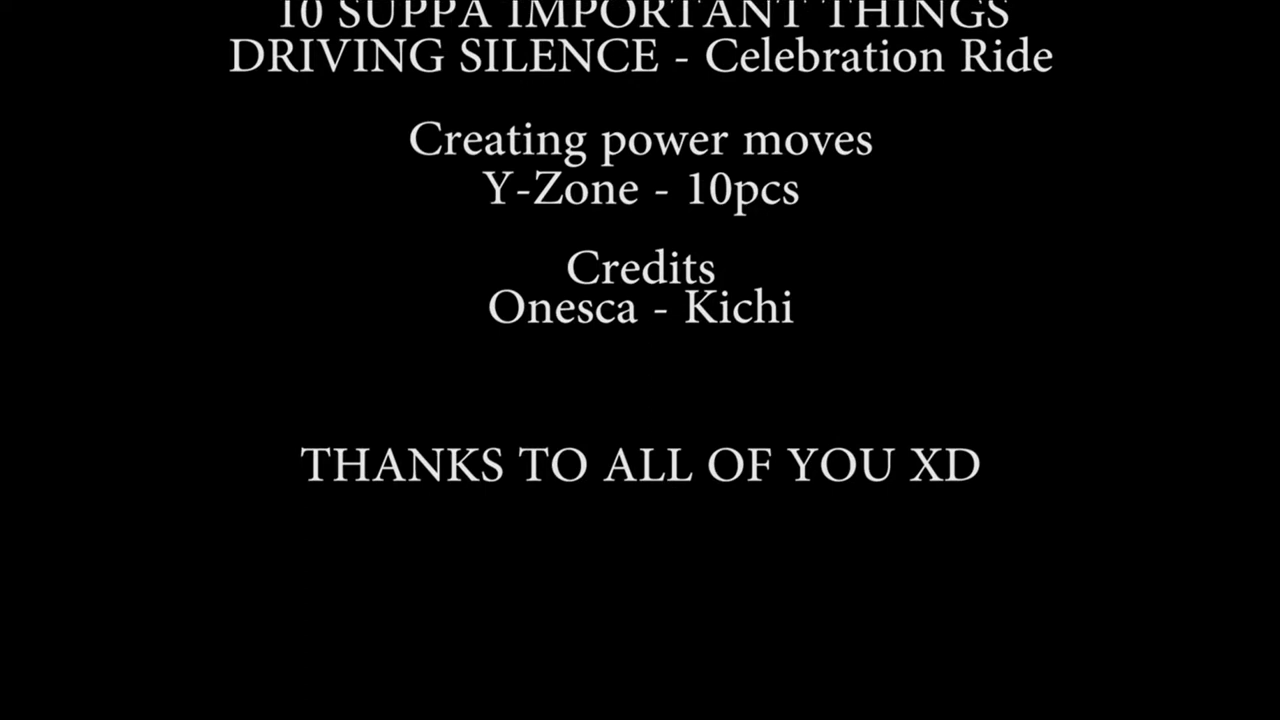 10 SUPPA IMPORTANT THINGS
DRIVING SILENCE - Celebration Ride
Creating power moves
Y-Zone - 10pcs
Credits
Onesca - Kichi
THANKS TO ALL OF YOU XD